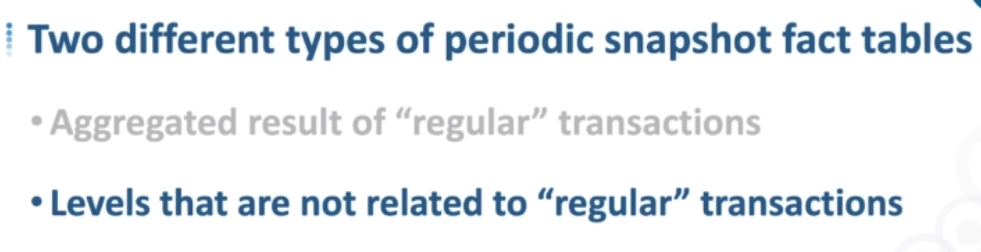 Two different types of periodic snapshot fact tables
• Aggregated result of “regular” transactions
• Levels that are not related to “regular” transactions